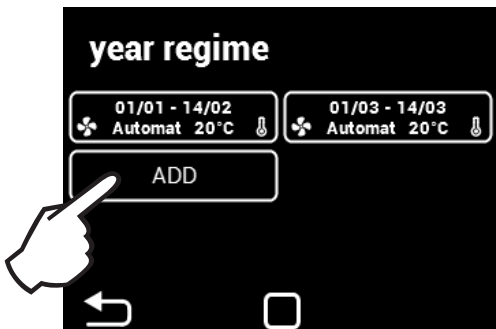 year regime
01/01 - 14/02
Automat 20°C
01/03 - 14/03
Automat 20°C
ADD